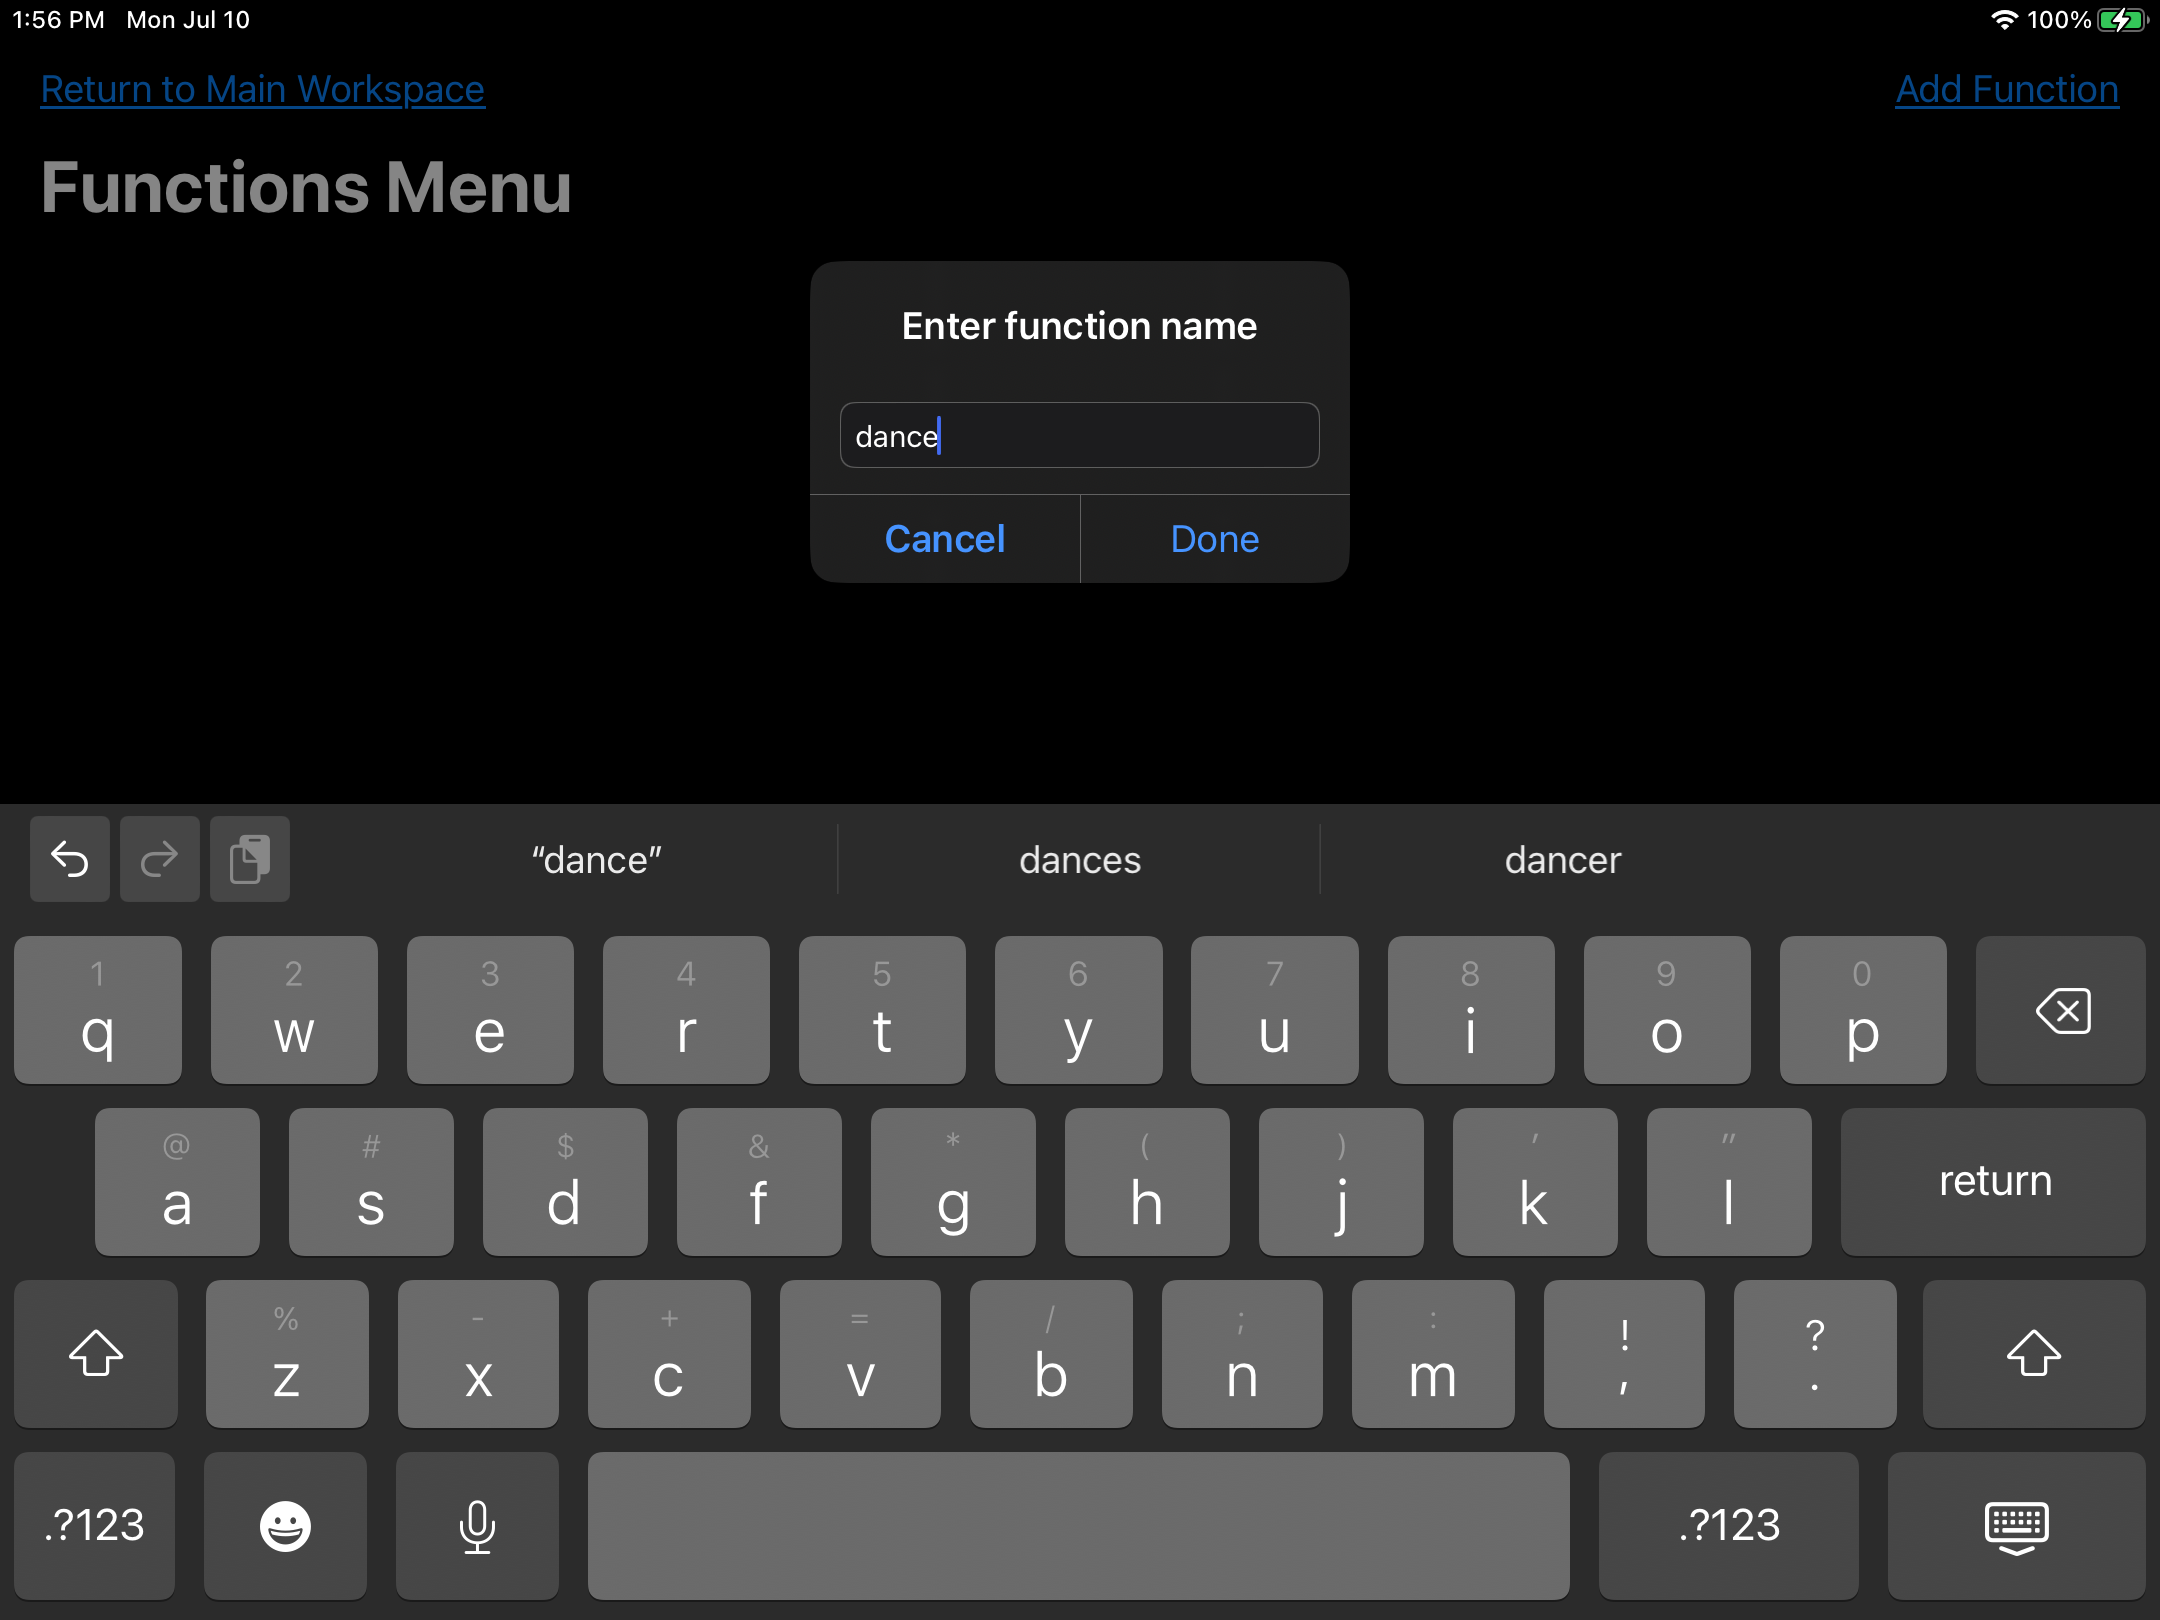 1:56 PM Mon Jul 10 100%
Return to Main Workspace Add Function
Functions Menu
Enter function name
dance
Cancel Done
“dance” dances dancer
1 2 3 4 5 6 7 8 9 0
q w e r t y u i o p
@ # $ & * ( ) ' "
a s d f g h j k l return
% - + = / ; : ! ?
z x c v b n m , .
.?123 .?123